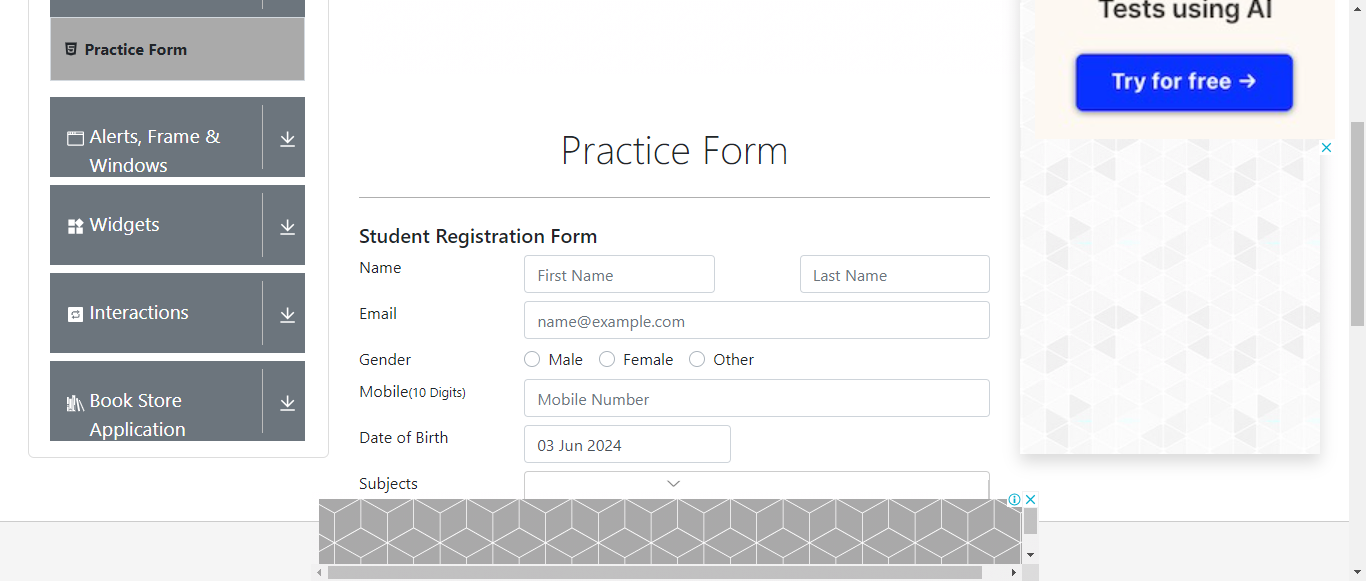 Tests using AI
Try for free →
Practice Form
Alerts, Frame &
Windows
Widgets
Interactions
Book Store
Application
Practice Form
Student Registration Form
Name
First Name
Last Name
Email
name@example.com
Gender
Male
Female
Other
Mobile(10 Digits)
Mobile Number
Date of Birth
03 Jun 2024
Subjects